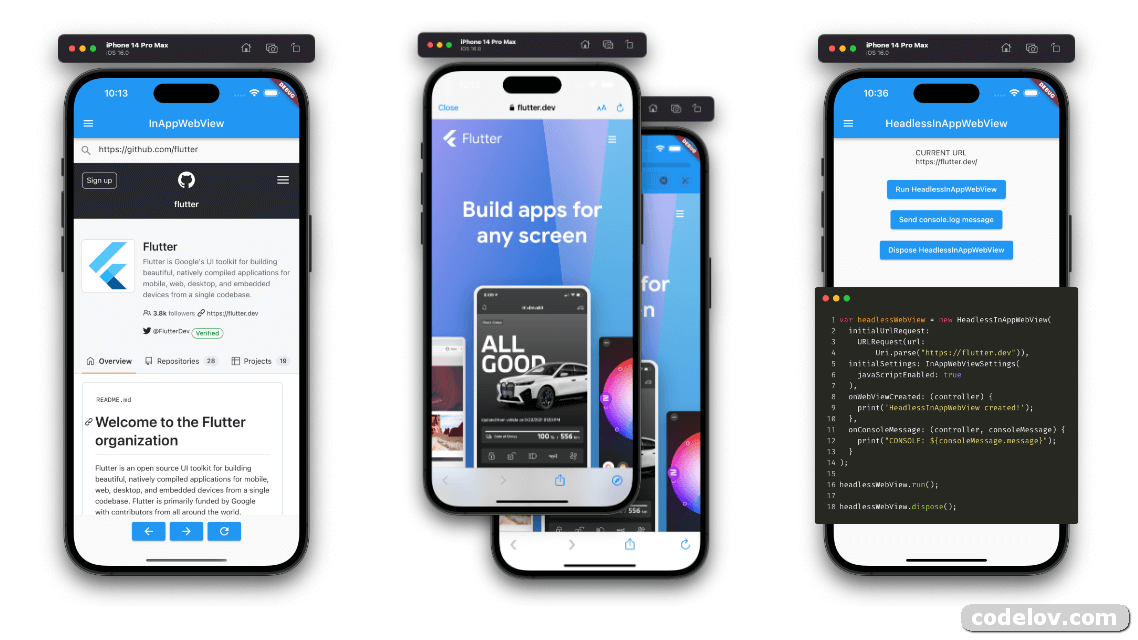 iPhone 14 Pro Max
iOS 16.0
10:13
DEBUG
InAppWebView
https://github.com/flutter
Sign up
flutter
Flutter
Flutter is Google's UI toolkit for building
beautiful, natively compiled applications for
mobile, web, desktop, and embedded
devices from a single codebase.
3.8k followers https://flutter.dev
@FlutterDev Verified
Overview Repositories 28 Projects 19
README.md
Welcome to the Flutter
organization
Flutter is an open source UI toolkit for building
beautiful, natively compiled applications for mobile,
web, desktop, and embedded devices from a single
codebase. Flutter is primarily funded by Google
with contributors from all around the world.
iPhone 14 Pro Max
iOS 16.0
Close flutter.dev AA
Flutter
Build apps for
any screen
ALL
GOOD
100 % 556 km
DEBUG
for
n
iPhone 14 Pro Max
iOS 16.0
10:36
DEBUG
HeadlessInAppWebView
CURRENT URL
https://flutter.dev/
Run HeadlessInAppWebView
Send console.log message
Dispose HeadlessInAppWebView
1 var headlessWebView = new HeadlessInAppWebView(
2 initialUrlRequest:
3 URLRequest(url:
4 Uri.parse("https://flutter.dev")),
5 initialSettings: InAppWebViewSettings(
6 javaScriptEnabled: true
7 ),
8 onWebViewCreated: (controller) {
9 print('HeadlessInAppWebView created!');
10 },
11 onConsoleMessage: (controller, consoleMessage) {
12 print("CONSOLE: ${consoleMessage.message}");
13 }
14 );
15
16 headlessWebView.run();
17
18 headlessWebView.dispose();
codelov.com